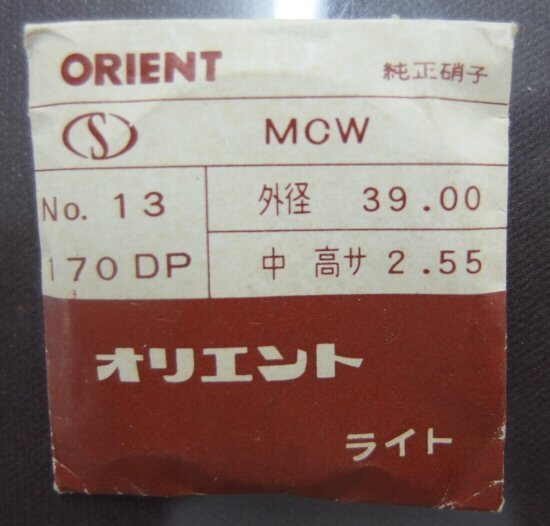 ORIENT 純正硝子
S MCW
No. 13 外径 39.00
170 DP 中 高サ 2.55
オリエント
ライト